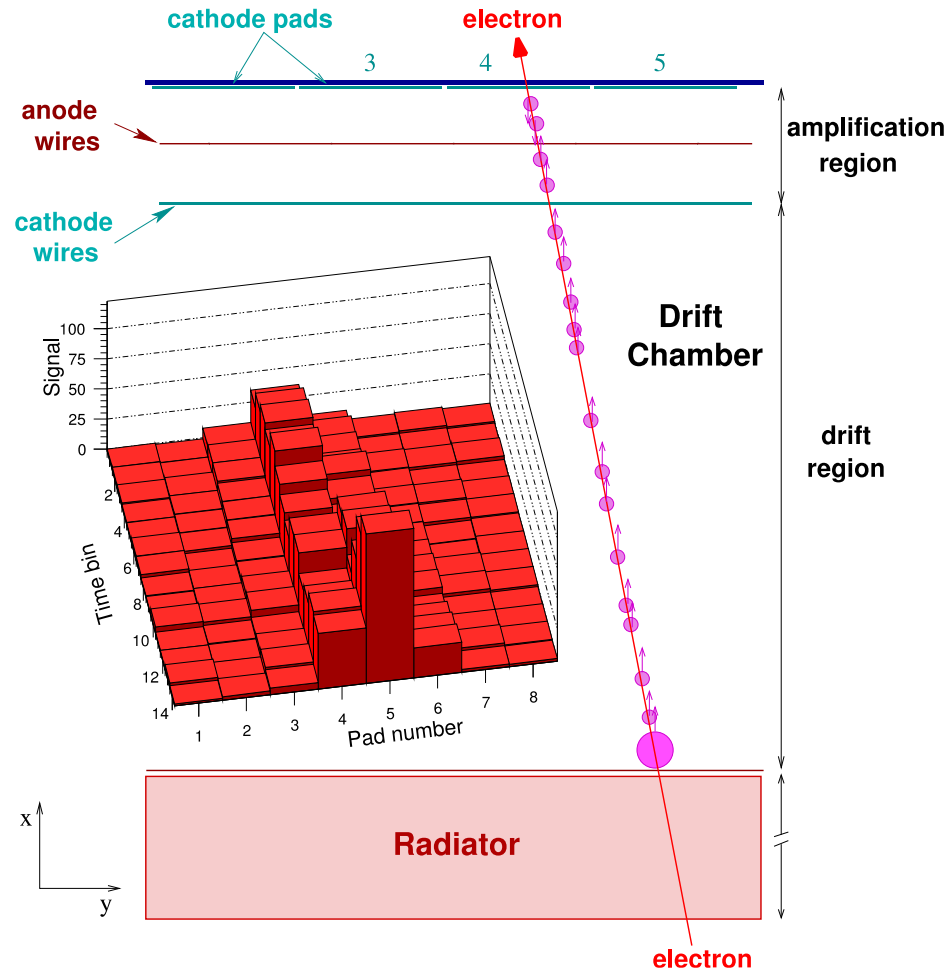 electron
cathode pads
3 4 5
anode
wires
amplification
region
cathode
wires
Drift
Chamber
drift
region
Signal
100
75
50
25
0
Time bin
2
4
6
8
10
12
14
1 2 3 4 5 6 7 8
Pad number
x
y
Radiator
electron